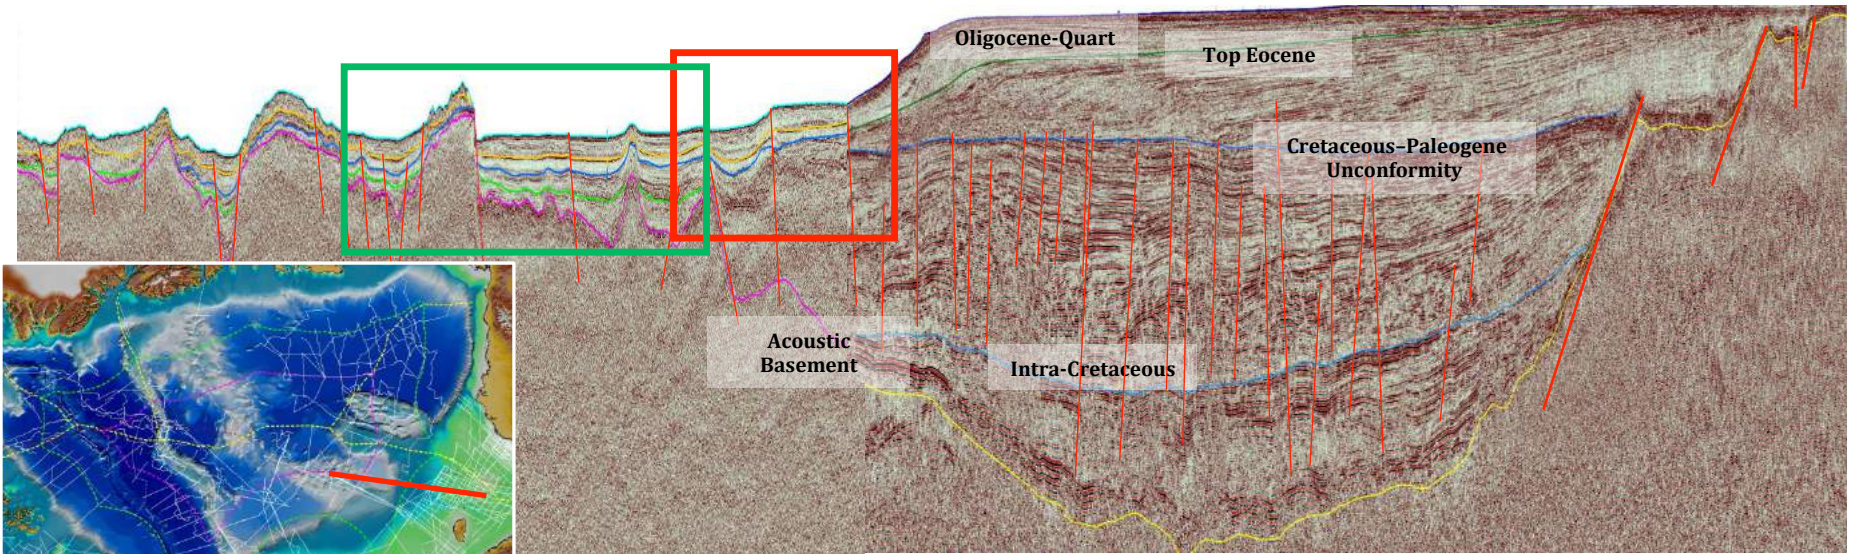 Oligocene-Quart
Top Eocene
Cretaceous–Paleogene
Unconformity
Acoustic
Basement
Intra-Cretaceous